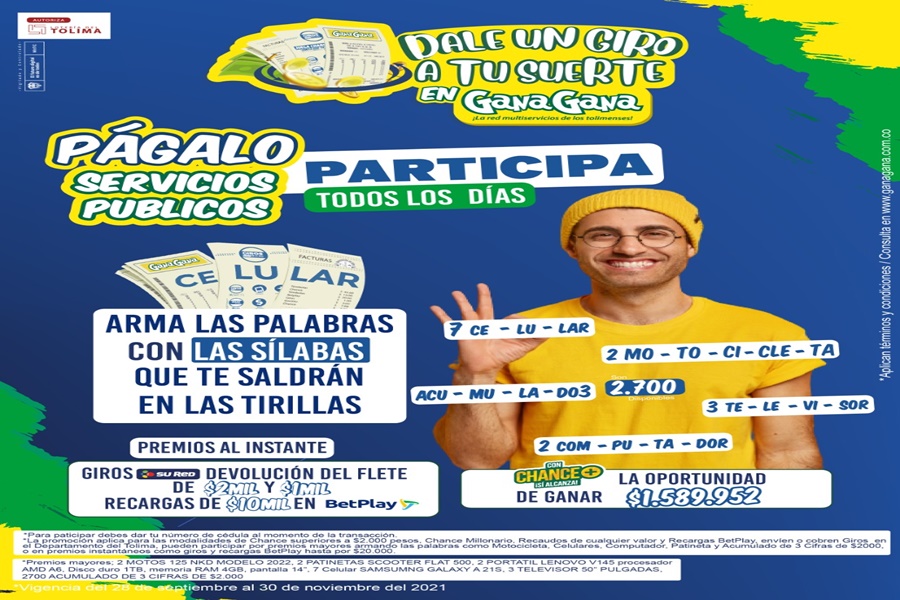 AUTORIZA
LOTERÍA DEL
TOLIMA
DALE UN GIRO
A TU SUERTE
EN GanaGana
¡La red multiservicios de los tolimenses!
PÁGALO
SERVICIOS
PUBLICOS
PARTICIPA
TODOS LOS DÍAS
GanaGana
FACTURAS
CE LU LAR
ARMA LAS PALABRAS
CON LAS SÍLABAS
QUE TE SALDRÁN
EN LAS TIRILLAS
7 CE - LU - LAR
2 MO - TO - CI - CLE - TA
ACU - MU - LA - DO3
Son
2.700
Disponibles
3 TE - LE - VI - SOR
2 COM - PU - TA - DOR
PREMIOS AL INSTANTE
GIROS SU RED DEVOLUCIÓN DEL FLETE
DE $2MIL Y $1MIL
RECARGAS DE $10MIL EN BetPlay
CON
CHANCE+
¡SÍ ALCANZA!
LA OPORTUNIDAD
DE GANAR $1.589.952
*Aplican términos y condiciones / Consulta en www.ganagana.com.co
*Para paticipar debes dar tu número de cédula al momento de la transacción.
*La promoción aplica para las modalidades de Chance superiores a $2.000 pesos, Chance Millonario, Recaudos de cualquier valor y Recargas BetPlay, envíen o cobren Giros en
el Departamento del Tolima, pueden participar por premios mayores armando las palabras como Motocicleta, Celulares, Computador, Patineta y Acumulado de 3 Cifras de $2000,
o en premios instantáneos como giros y recargas BetPlay hasta por $20.000.
*Premios mayores; 2 MOTOS 125 NKD MODELO 2022, 2 PATINETAS SCOOTER FLAT 500, 2 PORTATIL LENOVO V145 procesador
AMD A6, Disco duro 1TB, memoria RAM 4GB, pantalla 14", 7 Celular SAMSUMNG GALAXY A 21S, 3 TELEVISOR 50" PULGADAS,
2700 ACUMULADO DE 3 CIFRAS DE $2.000
*Vigencia del 28 de septiembre al 30 de noviembre del 2021